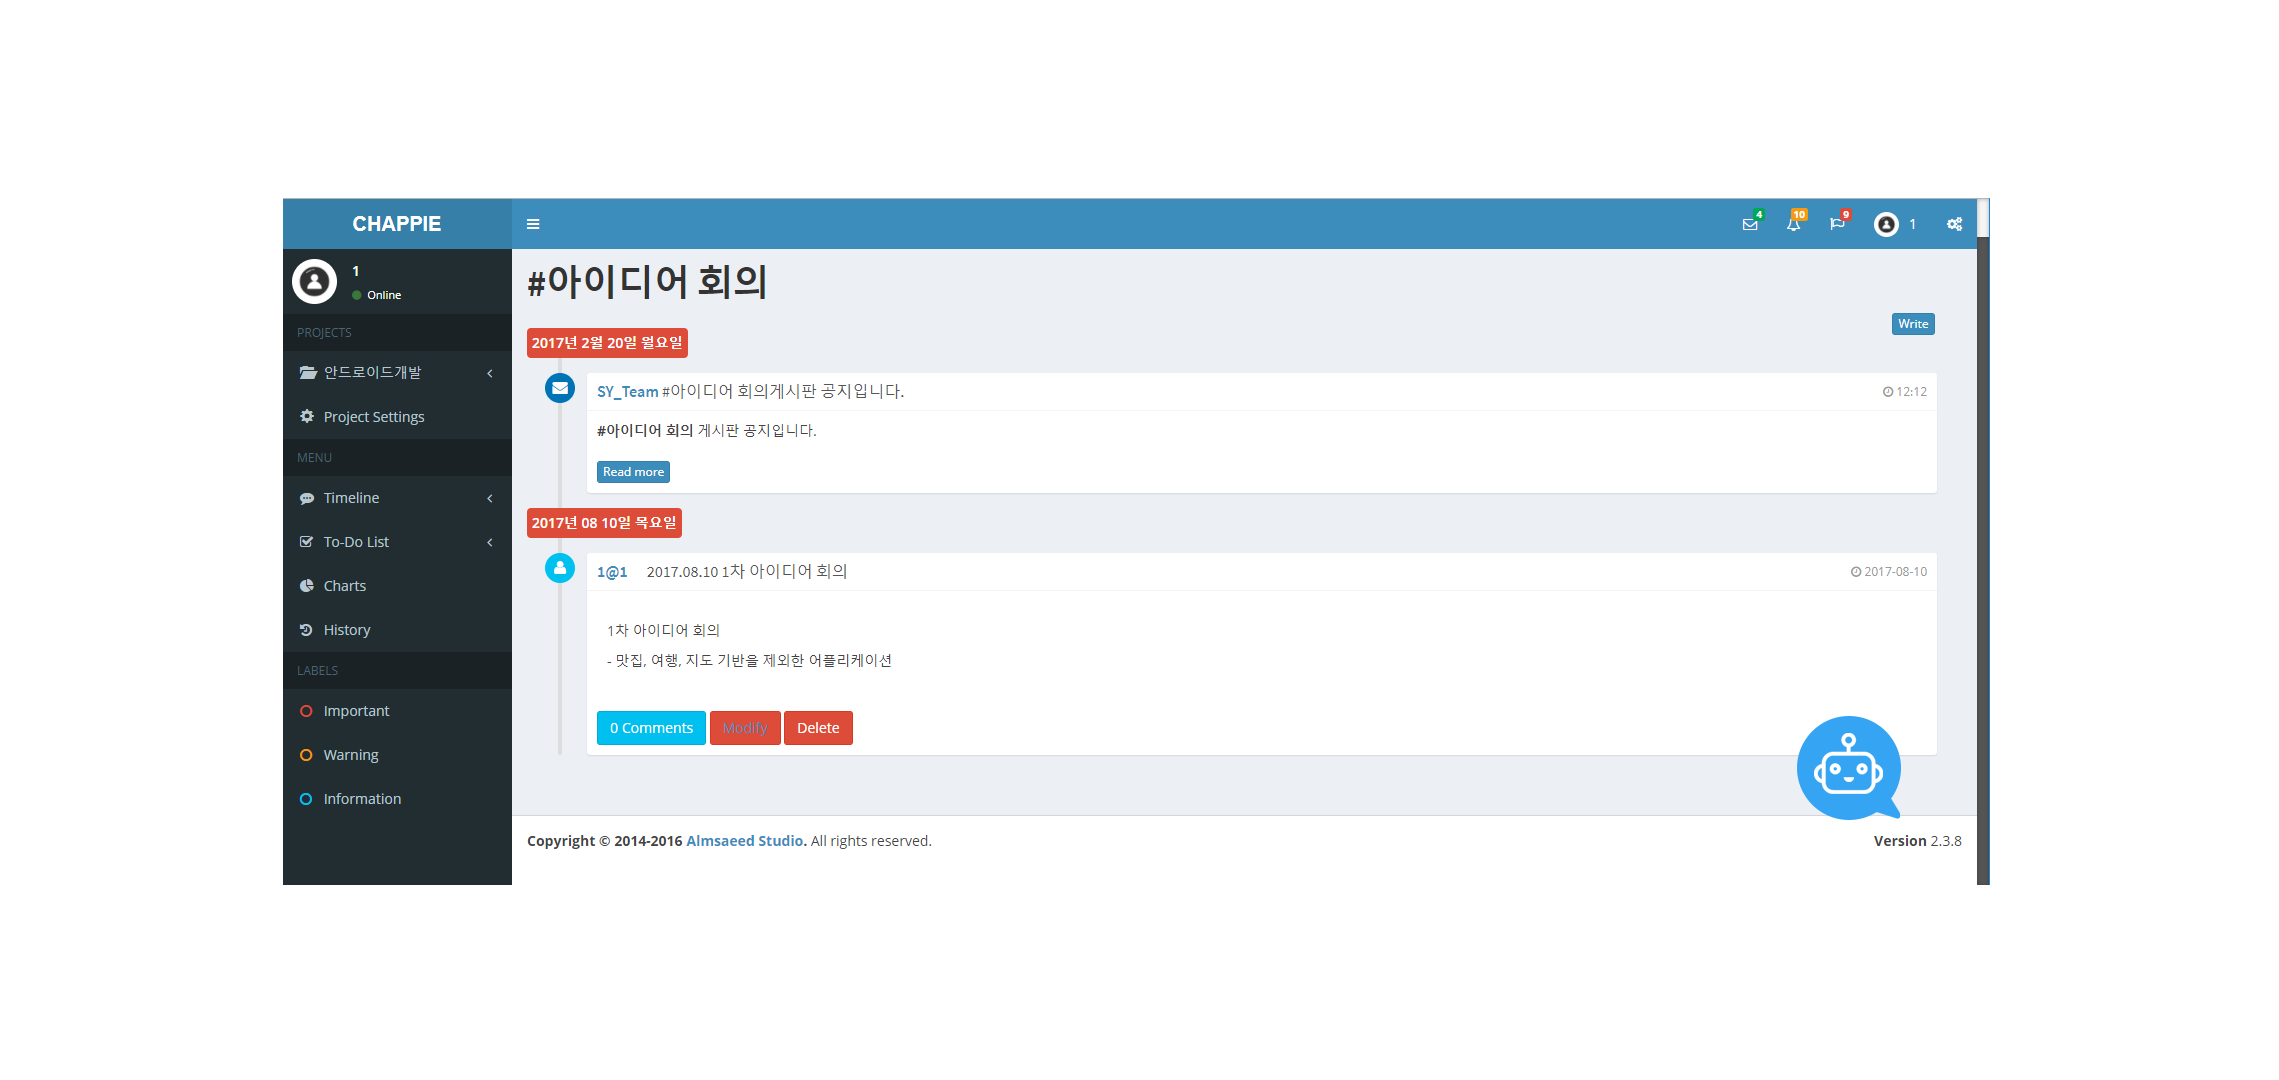 CHAPPIE
4
10
9
1
1
Online
PROJECTS
안드로이드개발
Project Settings
MENU
Timeline
To-Do List
Charts
History
LABELS
Important
Warning
Information
#아이디어 회의
Write
2017년 2월 20일 월요일
SY_Team #아이디어 회의게시판 공지입니다.
12:12
#아이디어 회의 게시판 공지입니다.
Read more
2017년 08 10일 목요일
1@1 2017.08.10 1차 아이디어 회의
2017-08-10
1차 아이디어 회의
- 맛집, 여행, 지도 기반을 제외한 어플리케이션
0 Comments Modify Delete
Copyright © 2014-2016 Almsaeed Studio. All rights reserved.
Version 2.3.8